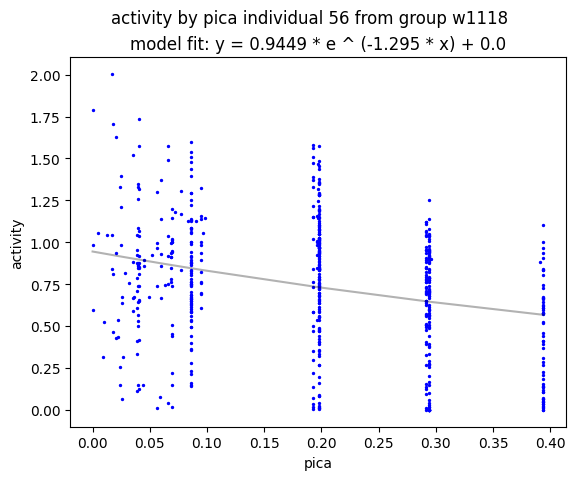 activity by pica individual 56 from group w1118
model fit: y = 0.9449 * e ^ (-1.295 * x) + 0.0
2.00
1.75
1.50
1.25
1.00
0.75
0.50
0.25
0.00
activity
0.00 0.05 0.10 0.15 0.20 0.25 0.30 0.35 0.40
pica